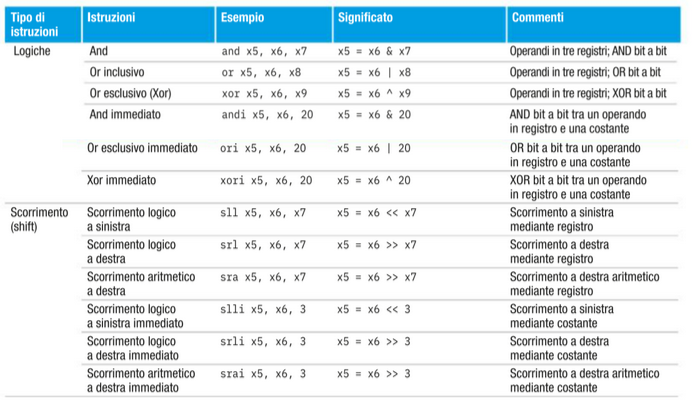 Tipo di istruzioni Istruzioni Esempio Significato Commenti
Logiche And and x5, x6, x7 x5 = x6 & x7 Operandi in tre registri; AND bit a bit
Or inclusivo or x5, x6, x8 x5 = x6 | x8 Operandi in tre registri; OR bit a bit
Or esclusivo (Xor) xor x5, x6, x9 x5 = x6 ^ x9 Operandi in tre registri; XOR bit a bit
And immediato andi x5, x6, 20 x5 = x6 & 20 AND bit a bit tra un operando
in registro e una costante
Or esclusivo immediato ori x5, x6, 20 x5 = x6 | 20 OR bit a bit tra un operando
in registro e una costante
Xor immediato xori x5, x6, 20 x5 = x6 ^ 20 XOR bit a bit tra un operando
in registro e una costante
Scorrimento Scorrimento logico sll x5, x6, x7 x5 = x6 << x7 Scorrimento a sinistra
(shift) a sinistra mediante registro
Scorrimento logico srl x5, x6, x7 x5 = x6 >> x7 Scorrimento a destra
a destra mediante registro
Scorrimento aritmetico sra x5, x6, x7 x5 = x6 >> x7 Scorrimento a destra aritmetico
a destra mediante registro
Scorrimento logico slli x5, x6, 3 x5 = x6 << 3 Scorrimento a sinistra
a sinistra immediato mediante costante
Scorrimento logico srli x5, x6, 3 x5 = x6 >> 3 Scorrimento a destra
a destra immediato mediante costante
Scorrimento aritmetico srai x5, x6, 3 x5 = x6 >> 3 Scorrimento a destra aritmetico
a destra immediato mediante costante